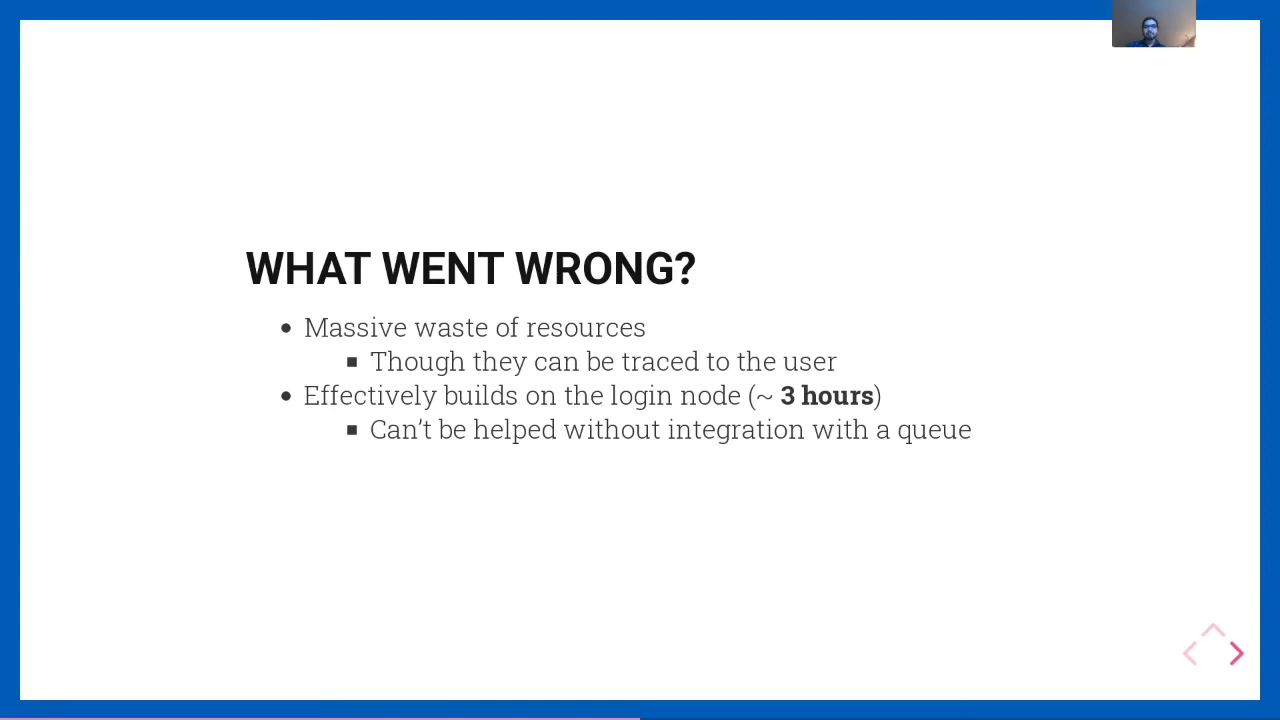 WHAT WENT WRONG?
Massive waste of resources
Though they can be traced to the user
Effectively builds on the login node (~ 3 hours)
Can’t be helped without integration with a queue